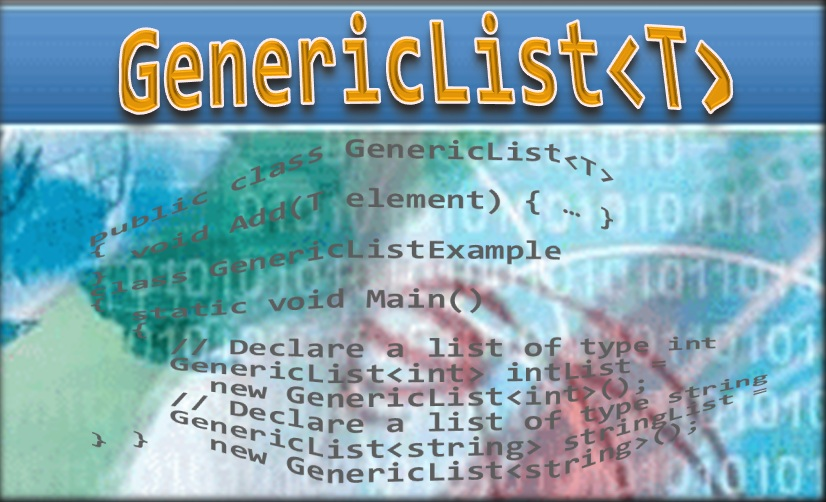 GenericList<T>
public class GenericList<T>
{ void Add(T element) { … }
}
class GenericListExample
{
static void Main()
{
// Declare a list of type int
GenericList<int> intList =
new GenericList<int>();
// Declare a list of type string
GenericList<string> stringList =
} } new GenericList<string>();